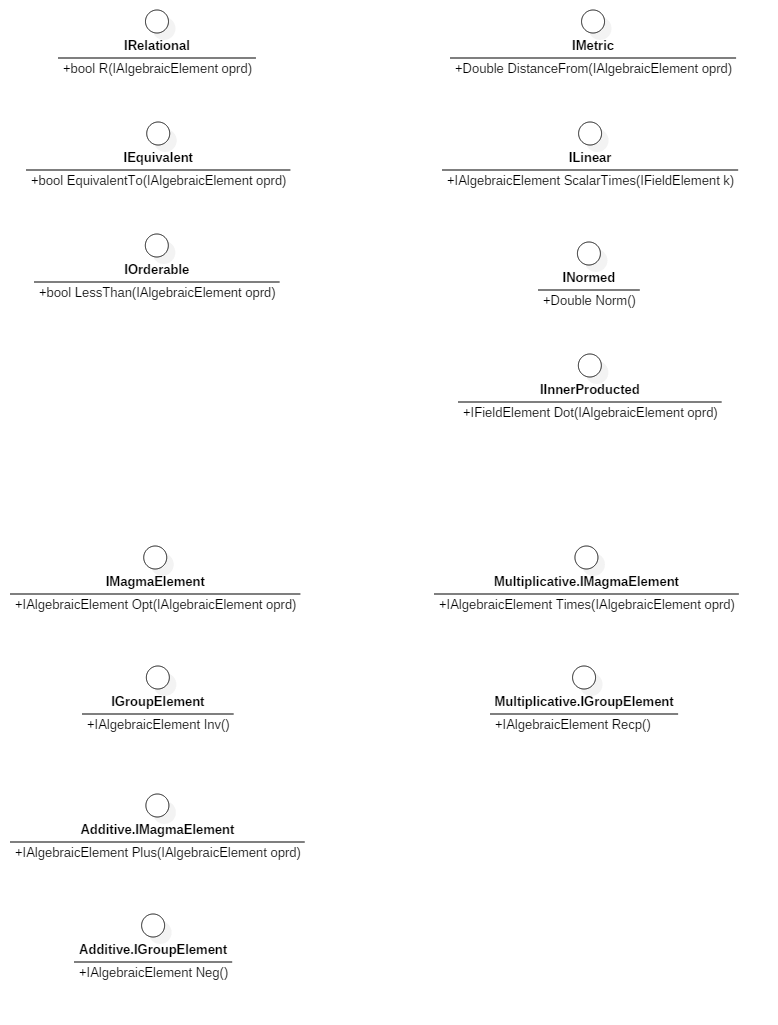 IRelational
+bool R(IAlgebraicElement oprd)
IMetric
+Double DistanceFrom(IAlgebraicElement oprd)
IEquivalent
+bool EquivalentTo(IAlgebraicElement oprd)
ILinear
+IAlgebraicElement ScalarTimes(IFieldElement k)
IOrderable
+bool LessThan(IAlgebraicElement oprd)
INormed
+Double Norm()
IInnerProducted
+IFieldElement Dot(IAlgebraicElement oprd)
IMagmaElement
+IAlgebraicElement Opt(IAlgebraicElement oprd)
Multiplicative.IMagmaElement
+IAlgebraicElement Times(IAlgebraicElement oprd)
IGroupElement
+IAlgebraicElement Inv()
Multiplicative.IGroupElement
+IAlgebraicElement Recp()
Additive.IMagmaElement
+IAlgebraicElement Plus(IAlgebraicElement oprd)
Additive.IGroupElement
+IAlgebraicElement Neg()